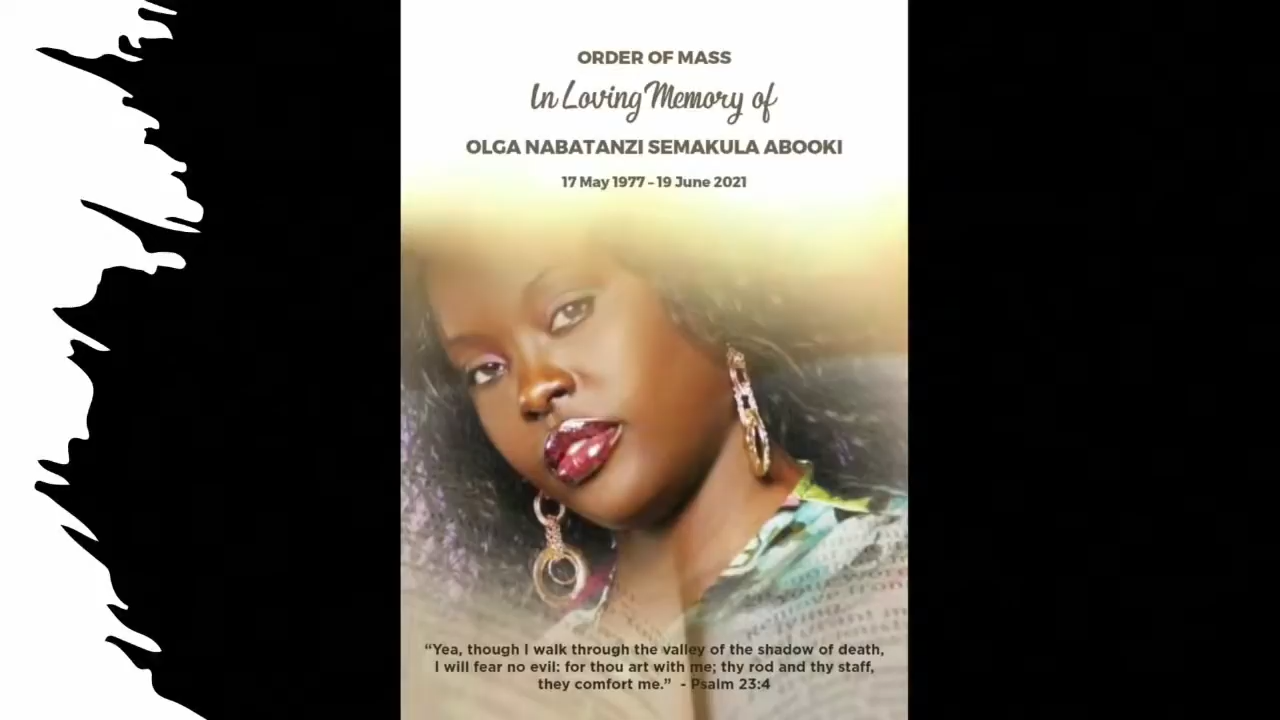 ORDER OF MASS
In Loving Memory of
OLGA NABATANZI SEMAKULA ABOOKI
17 May 1977 – 19 June 2021
“Yea, though I walk through the valley of the shadow of death,
I will fear no evil: for thou art with me; thy rod and thy staff,
they comfort me.” - Psalm 23:4